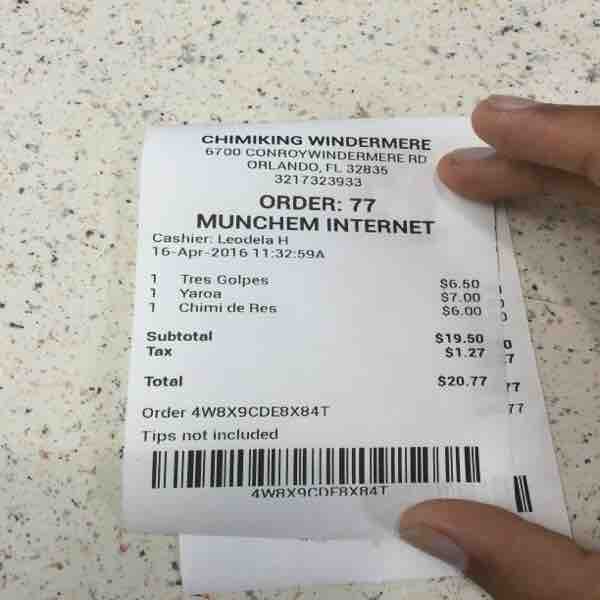 CHIMIKING WINDERMERE
6700 CONROYWINDERMERE RD
ORLANDO, FL 32835
3217323933
ORDER: 77
MUNCHEM INTERNET
Cashier: Leodela H
16-Apr-2016 11:32:59A
1 Tres Golpes $6.50
1 Yaroa $7.00
1 Chimi de Res $6.00
Subtotal $19.50
Tax $1.27
Total $20.77
Order 4W8X9CDE8X84T
Tips not included
4W8X9CDE8X84T